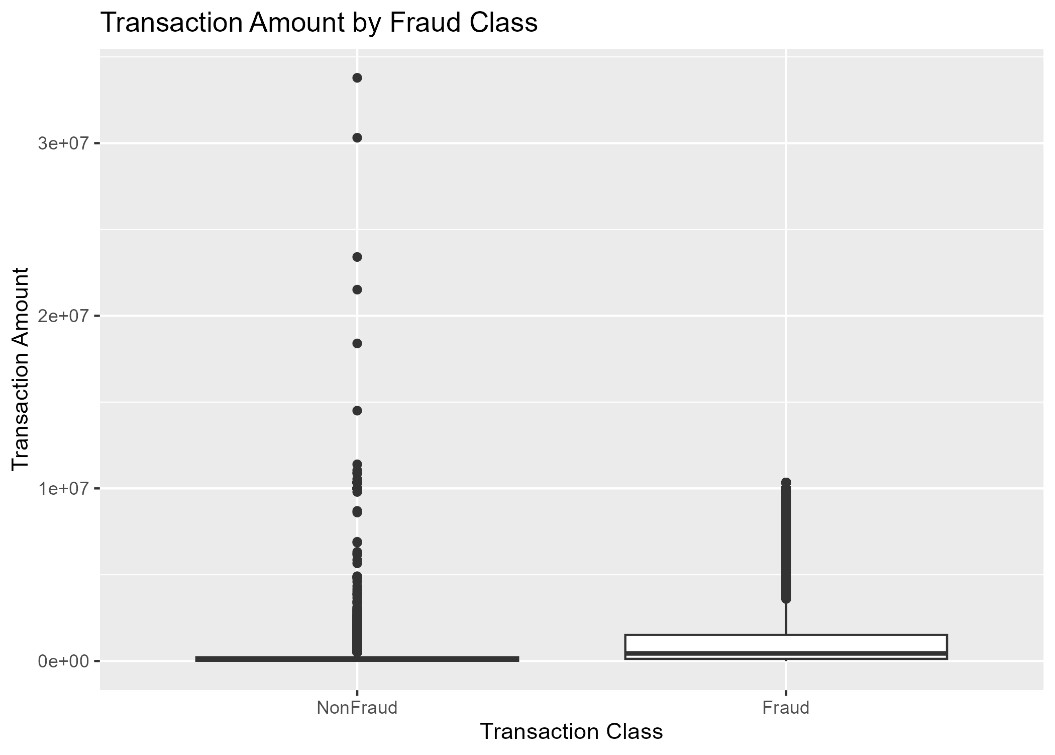 Transaction Amount by Fraud Class
Transaction Amount
3e+07
2e+07
1e+07
0e+00
NonFraud
Fraud
Transaction Class